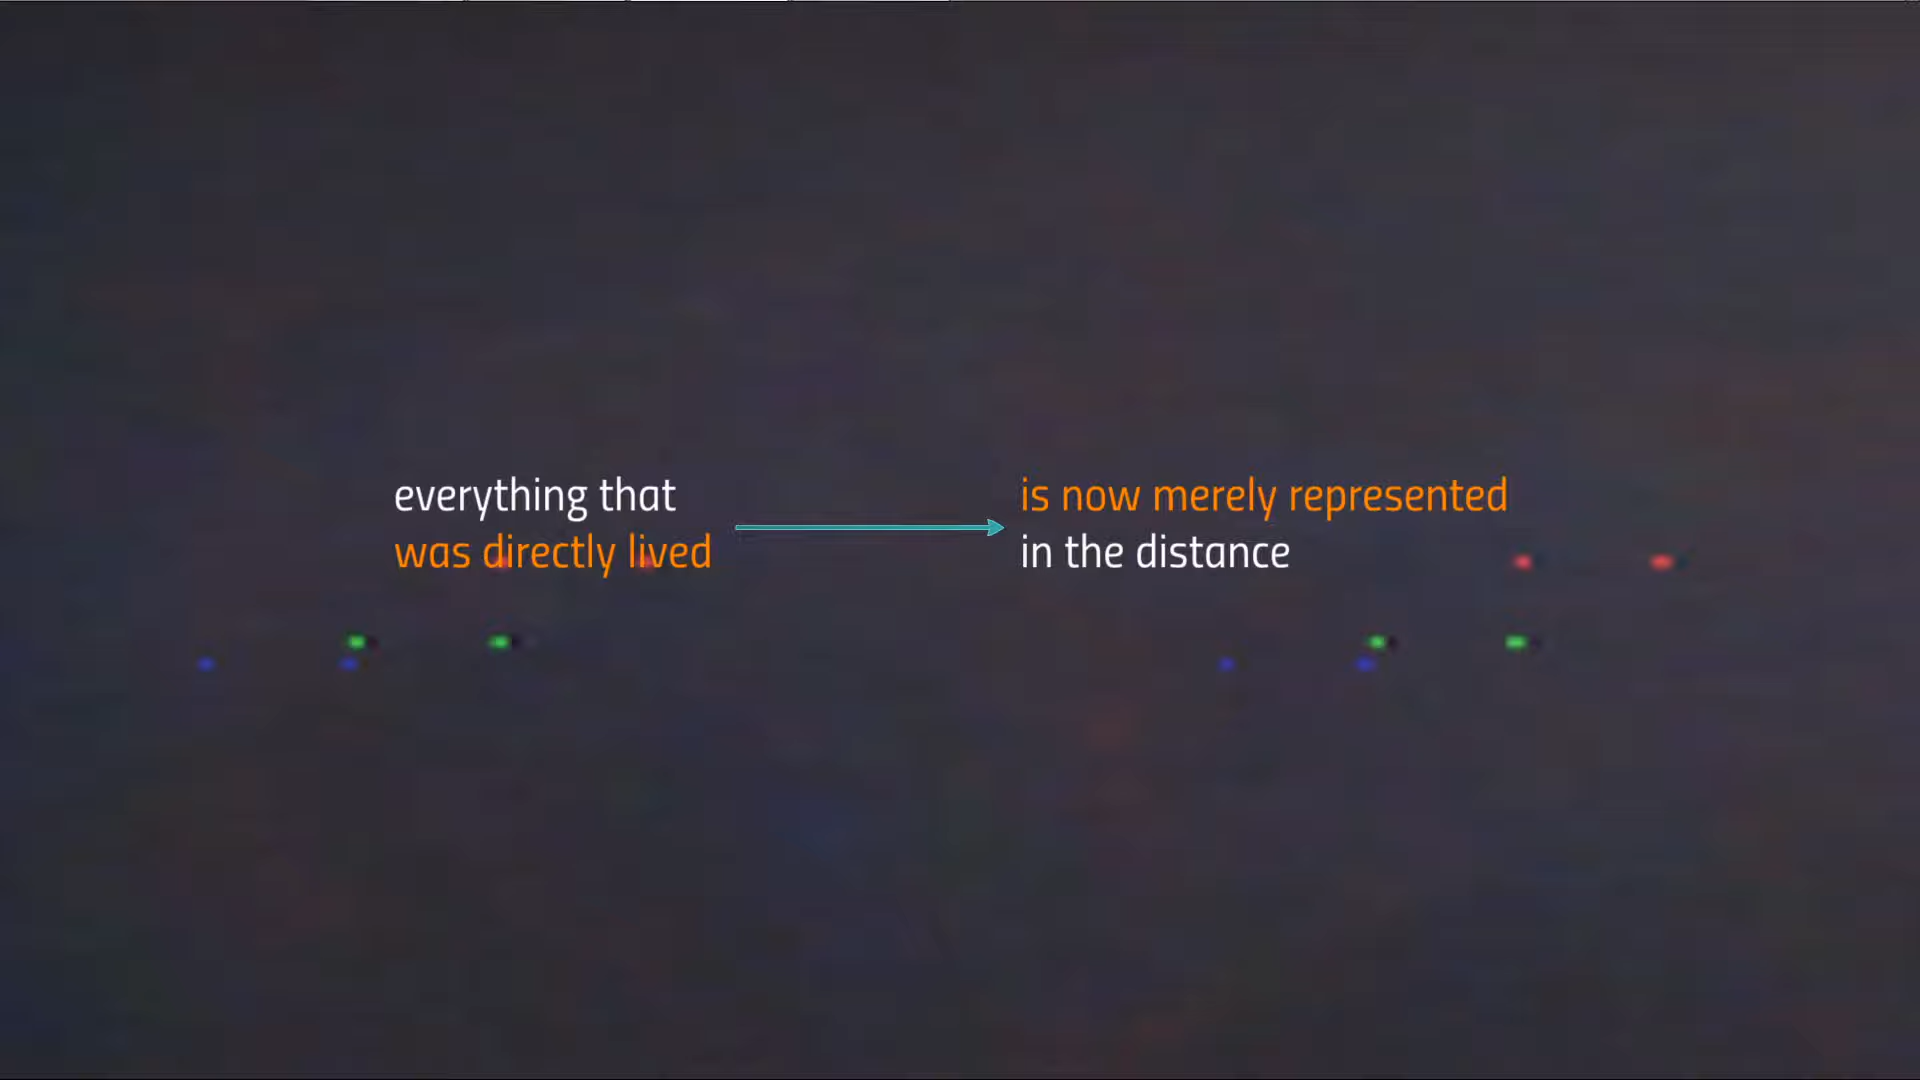 everything that
was directly lived
is now merely represented
in the distance